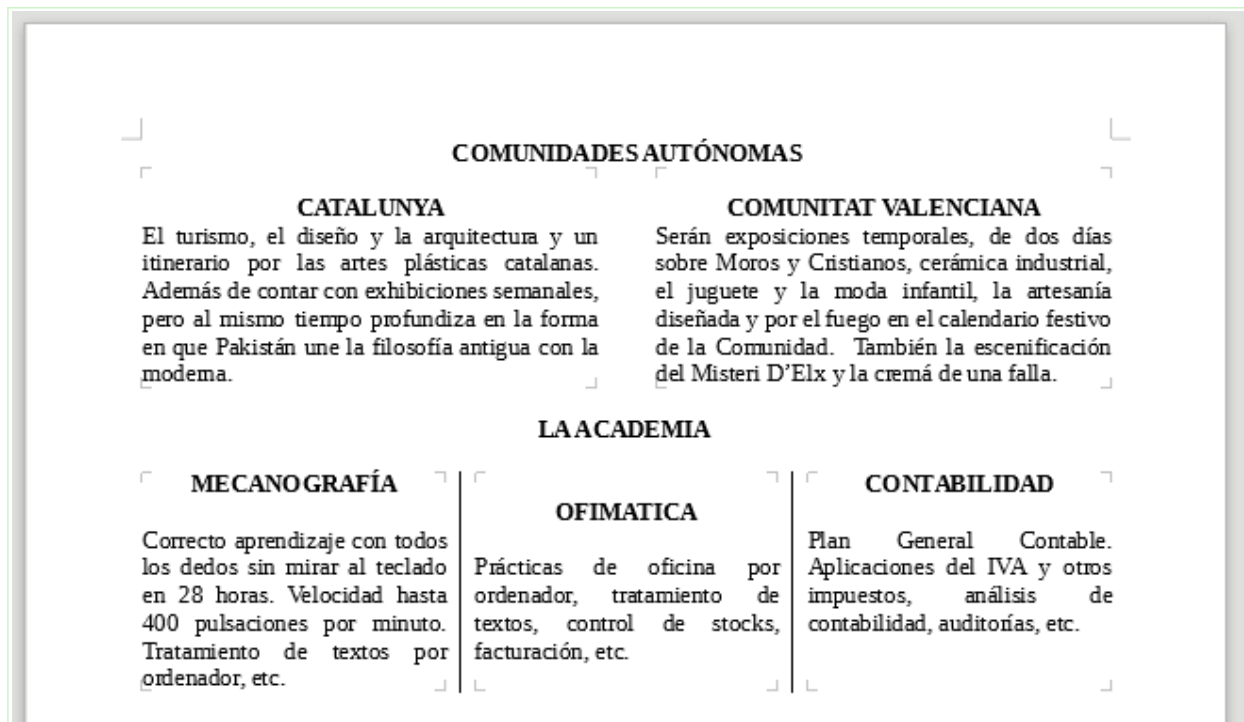 COMUNIDADES AUTÓNOMAS
CATALUNYA
El turismo, el diseño y la arquitectura y un
itinerario por las artes plásticas catalanas.
Además de contar con exhibiciones semanales,
pero al mismo tiempo profundiza en la forma
en que Pakistán une la filosofía antigua con la
moderna.
COMUNITAT VALENCIANA
Serán exposiciones temporales, de dos días
sobre Moros y Cristianos, cerámica industrial,
el juguete y la moda infantil, la artesanía
diseñada y por el fuego en el calendario festivo
de la Comunidad. También la escenificación
del Misteri D’Elx y la cremá de una falla.
LA ACADEMIA
MECANOGRAFÍA
Correcto aprendizaje con todos
los dedos sin mirar al teclado
en 28 horas. Velocidad hasta
400 pulsaciones por minuto.
Tratamiento de textos por
ordenador, etc.
OFIMATICA
Prácticas de oficina por
ordenador, tratamiento de
textos, control de stocks,
facturación, etc.
CONTABILIDAD
Plan General Contable.
Aplicaciones del IVA y otros
impuestos, análisis de
contabilidad, auditorías, etc.